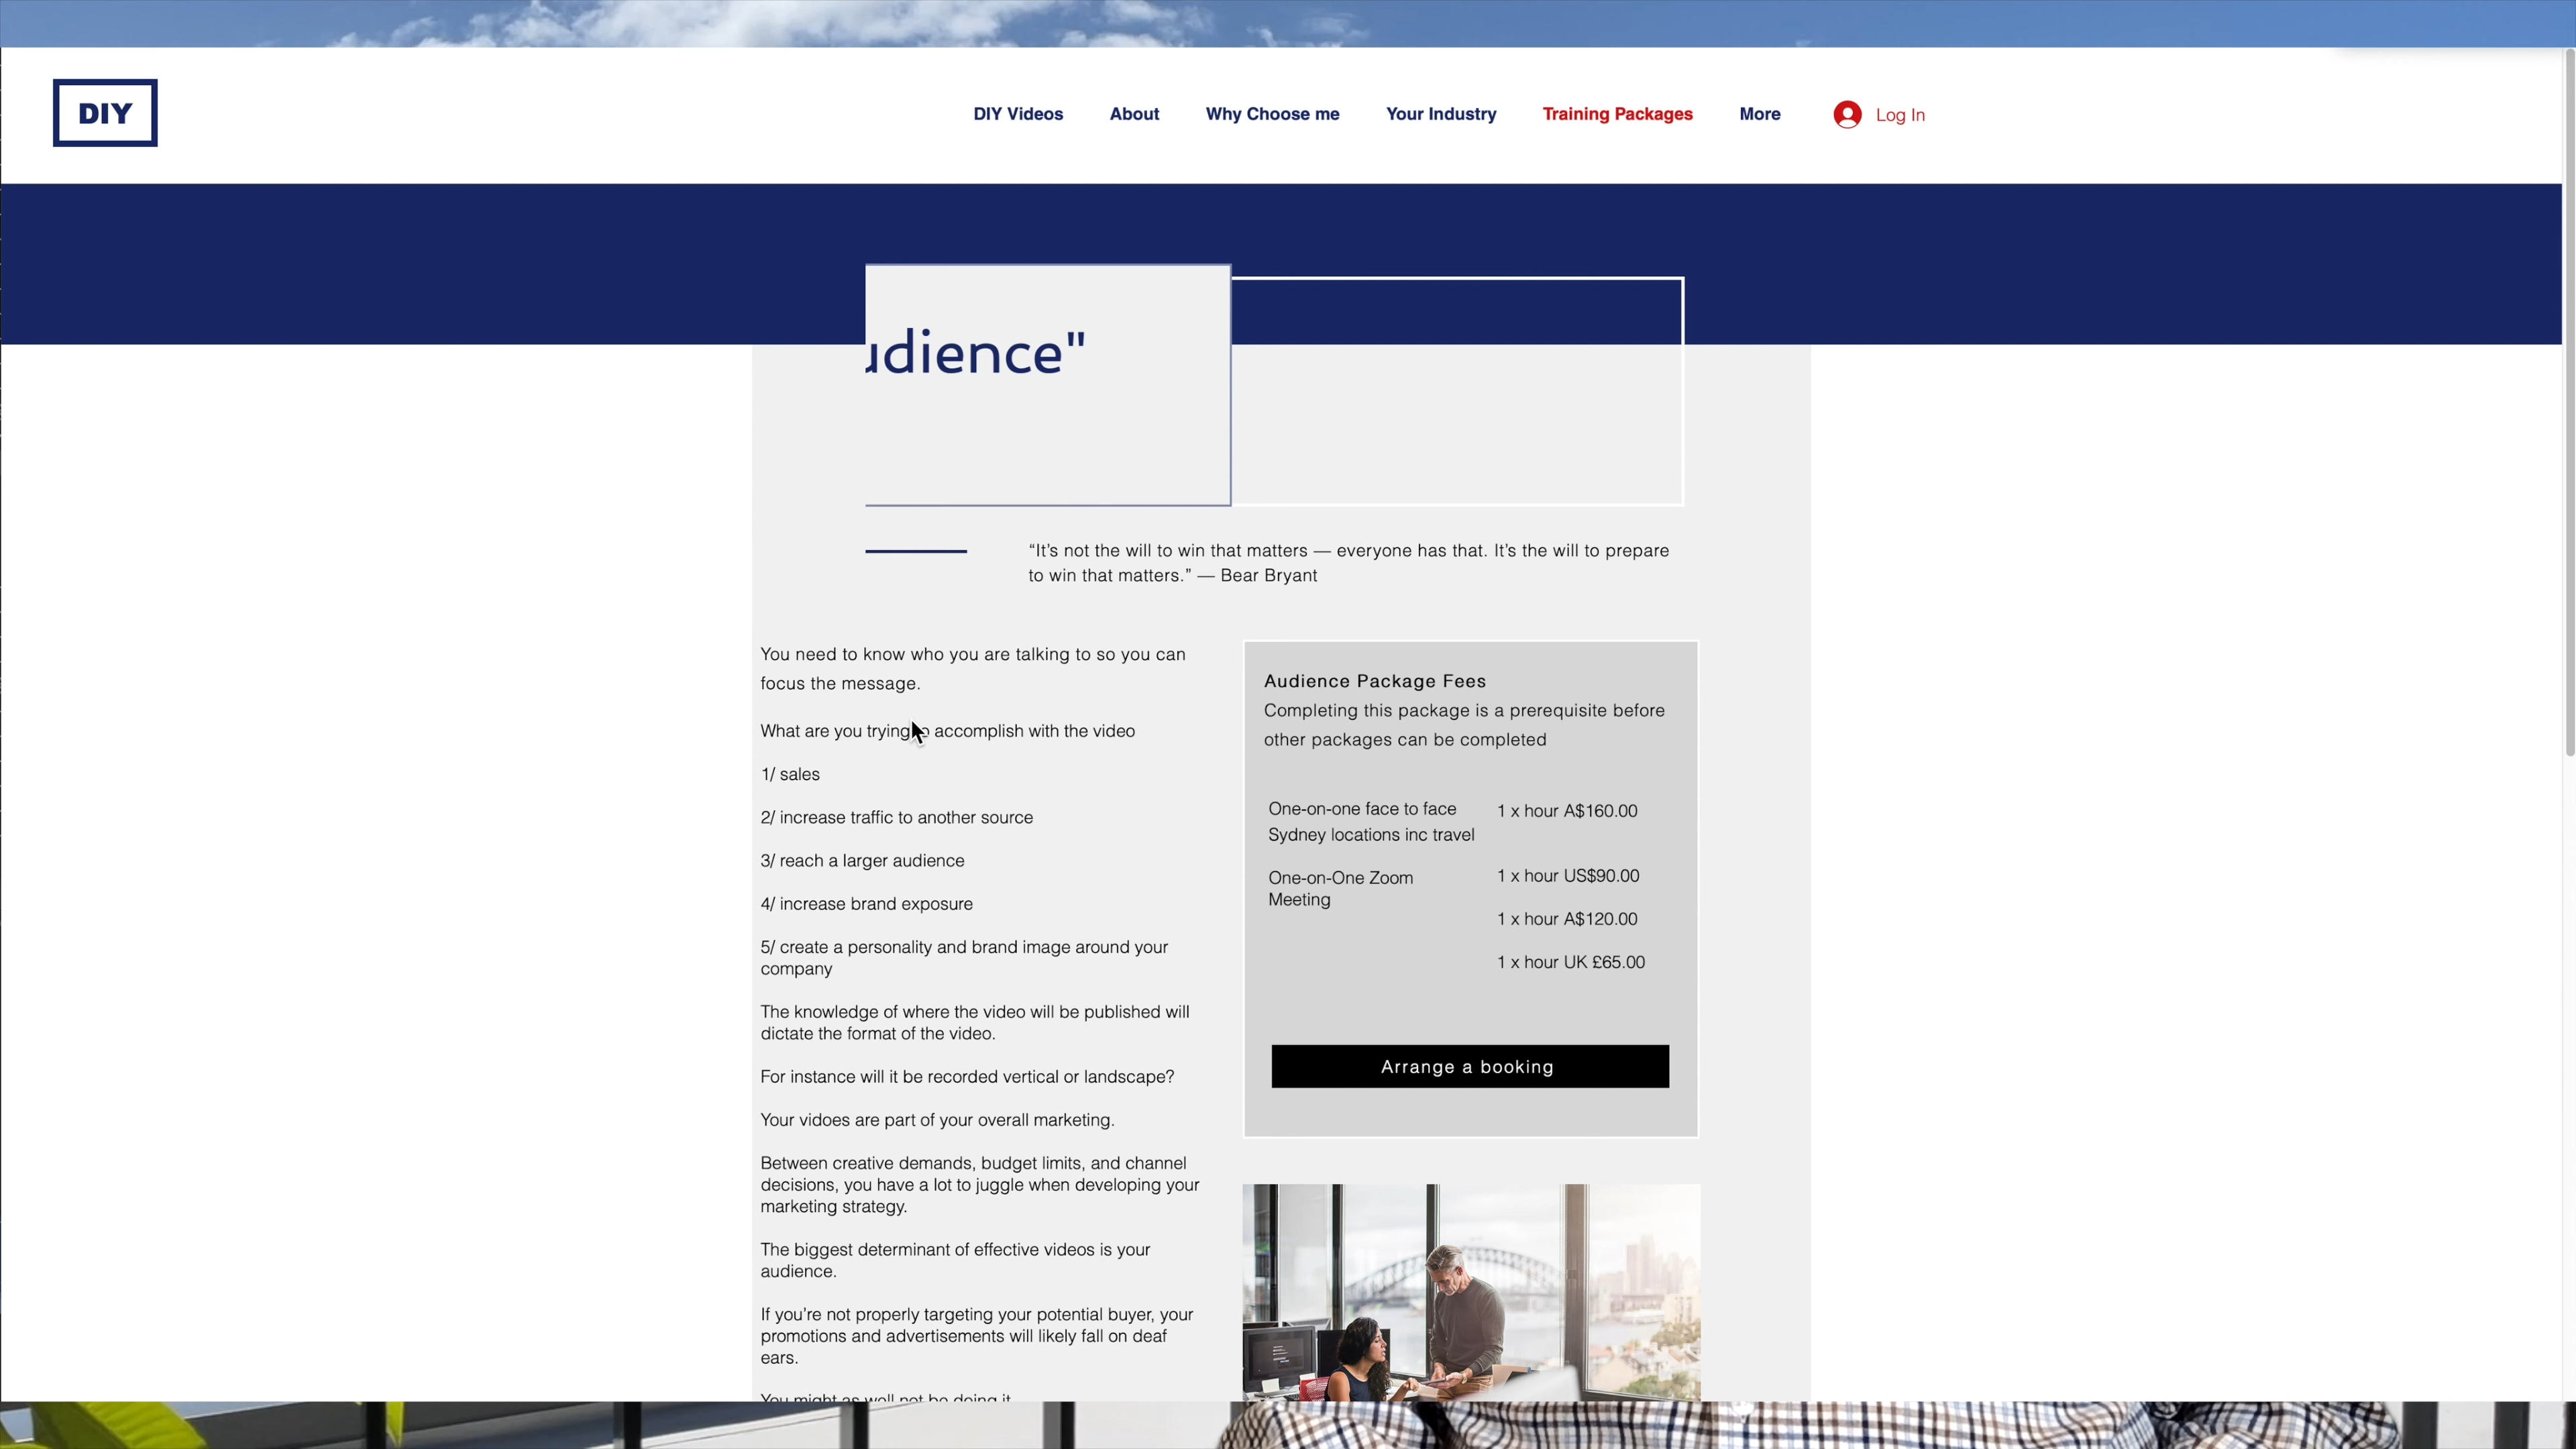 DIY
DIY Videos
About
Why Choose me
Your Industry
Training Packages
More
Log In
udience"
“It’s not the will to win that matters — everyone has that. It’s the will to prepare
to win that matters.” — Bear Bryant
You need to know who you are talking to so you can
focus the message.
What are you trying accomplish with the video
1/ sales
2/ increase traffic to another source
3/ reach a larger audience
4/ increase brand exposure
5/ create a personality and brand image around your
company
The knowledge of where the video will be published will
dictate the format of the video.
For instance will it be recorded vertical or landscape?
Your vidoes are part of your overall marketing.
Between creative demands, budget limits, and channel
decisions, you have a lot to juggle when developing your
marketing strategy.
The biggest determinant of effective videos is your
audience.
If you’re not properly targeting your potential buyer, your
promotions and advertisements will likely fall on deaf
ears.
You might as well not be doing it
Audience Package Fees
Completing this package is a prerequisite before
other packages can be completed
One-on-one face to face
Sydney locations inc travel
1 x hour A$160.00
One-on-One Zoom
Meeting
1 x hour US$90.00
1 x hour A$120.00
1 x hour UK £65.00
Arrange a booking